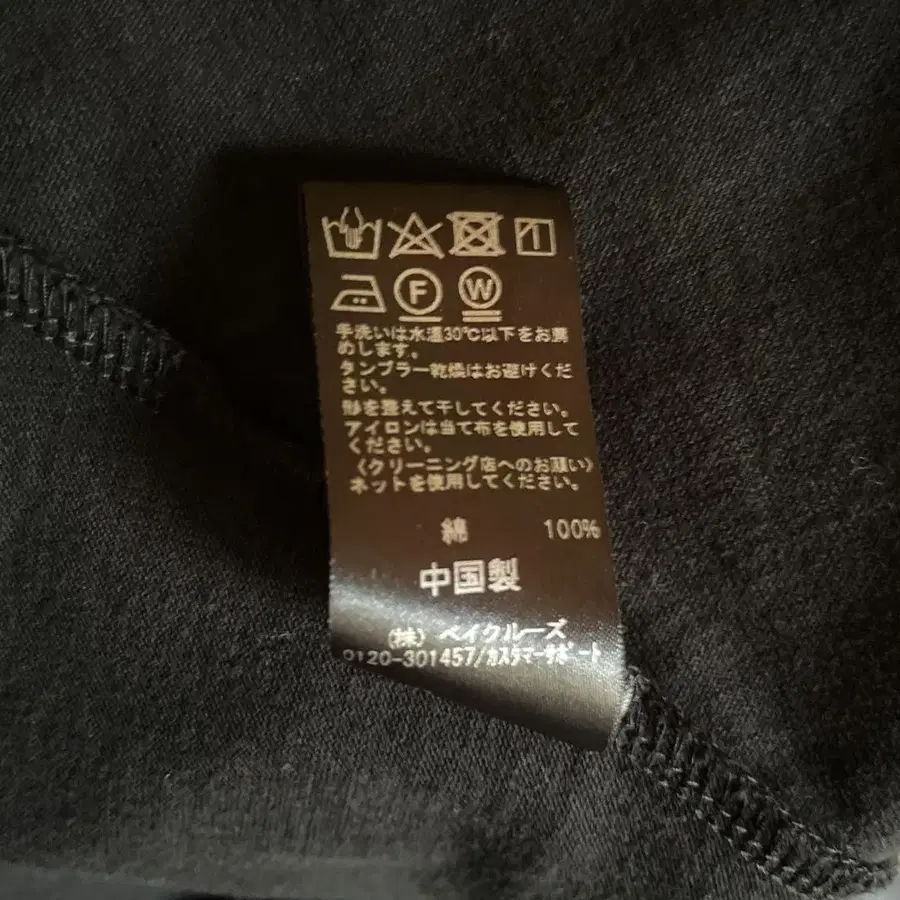 F W
手洗いは水温30℃以下をお薦
めします。
タンブラー乾燥はお避けくだ
さい。
形を整えて干してください。
アイロンは当て布を使用して
ください。
〈クリーニング店へのお願い〉
ネットを使用してください。
綿 100%
中国製
(株) ベイクルーズ
0120-301457/カスタマーサポート